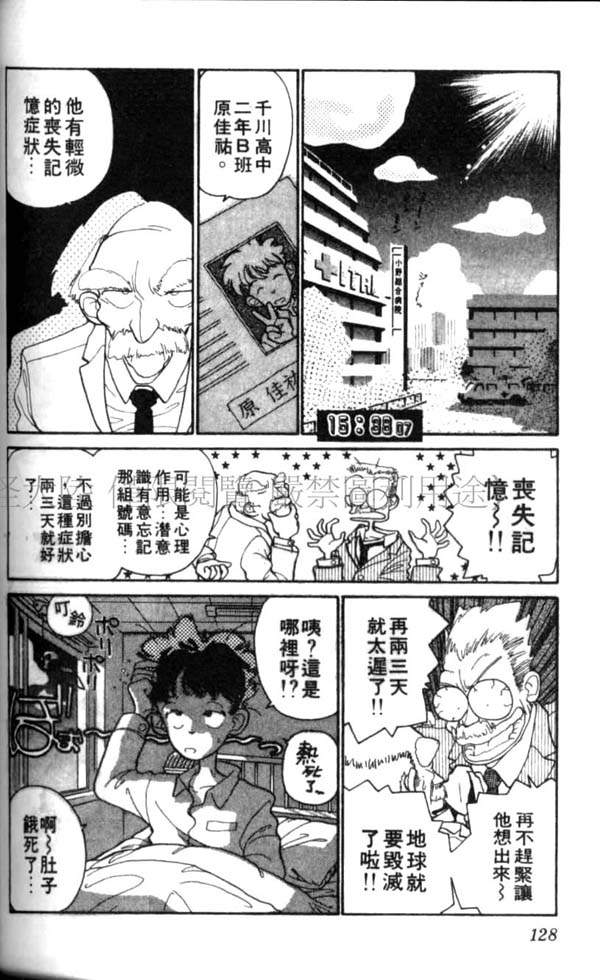 小野綜合病院
HOSPITAL
15:39 07
千川高中
二年B班
原佳祐。
原佳祐
他有輕微
的喪失記
憶症狀…
喪失記
憶～!!
可能是心理
作用…潛意
識有意忘記
那組號碼…
不過別擔心
，這種症狀
兩三天就好
了…
再兩三天
就太遲了!!
再不趕緊讓
他想出來～
地球就
要毀滅
了啦!!
咦?這是
哪裡呀!?
熱死了
叮鈴
啊～肚子
餓死了…
128